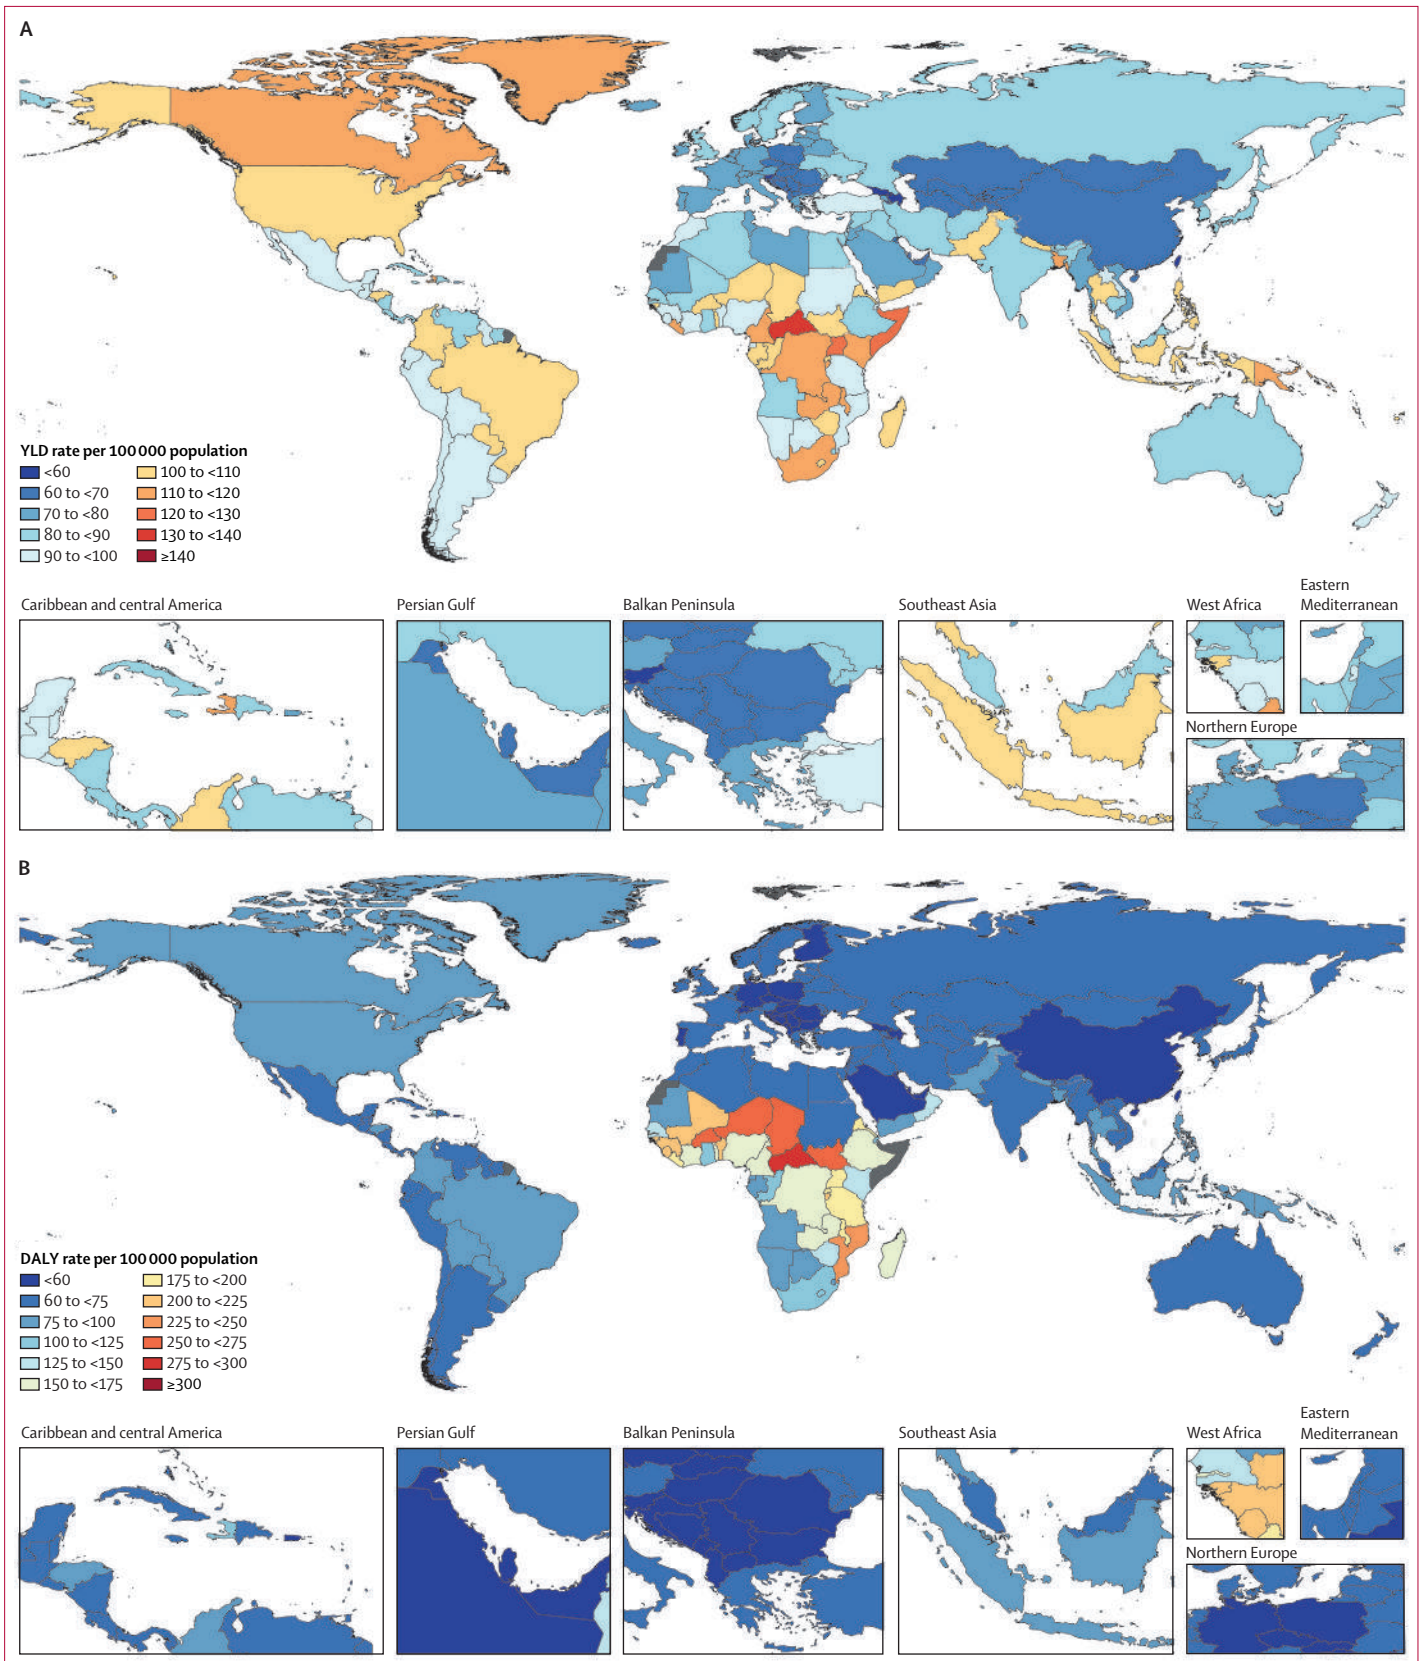 A
YLD rate per 100 000 population
<60
60 to <70
70 to <80
80 to <90
90 to <100
100 to <110
110 to <120
120 to <130
130 to <140
≥140
Caribbean and central America
Persian Gulf
Balkan Peninsula
Southeast Asia
West Africa
Eastern
Mediterranean
Northern Europe
B
DALY rate per 100 000 population
<60
60 to <75
75 to <100
100 to <125
125 to <150
150 to <175
175 to <200
200 to <225
225 to <250
250 to <275
275 to <300
≥300
Caribbean and central America
Persian Gulf
Balkan Peninsula
Southeast Asia
West Africa
Eastern
Mediterranean
Northern Europe